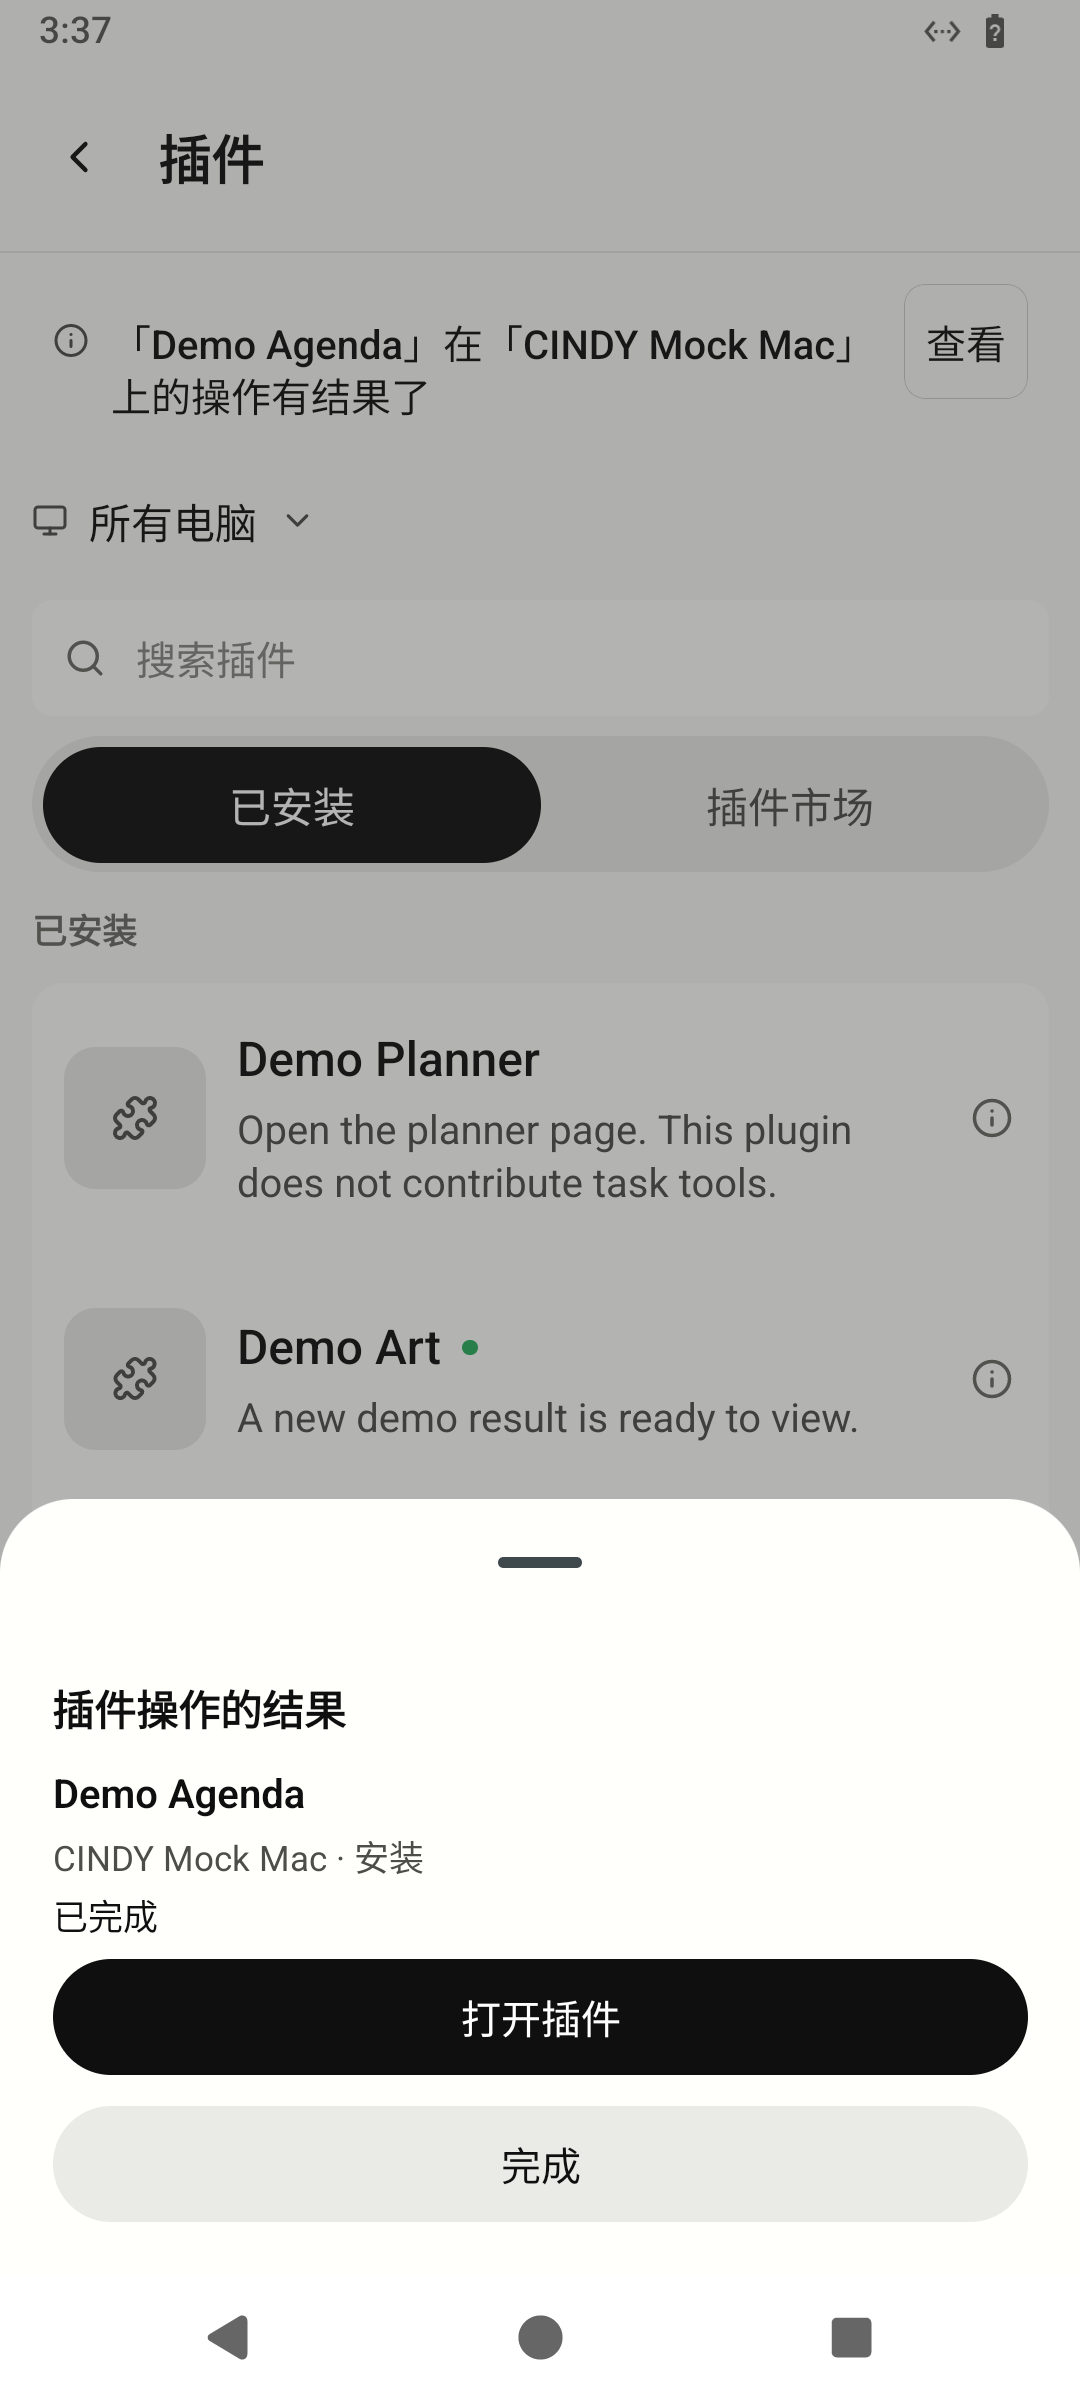 3:37
插件
「Demo Agenda」在「CINDY Mock Mac」
上的操作有结果了
查看
所有电脑
搜索插件
已安装
插件市场
已安装
Demo Planner
Open the planner page. This plugin
does not contribute task tools.
Demo Art
A new demo result is ready to view.
插件操作的结果
Demo Agenda
CINDY Mock Mac · 安装
已完成
打开插件
完成